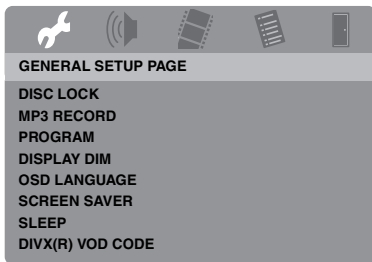 GENERAL SETUP PAGE
DISC LOCK
MP3 RECORD
PROGRAM
DISPLAY DIM
OSD LANGUAGE
SCREEN SAVER
SLEEP
DIVX(R) VOD CODE